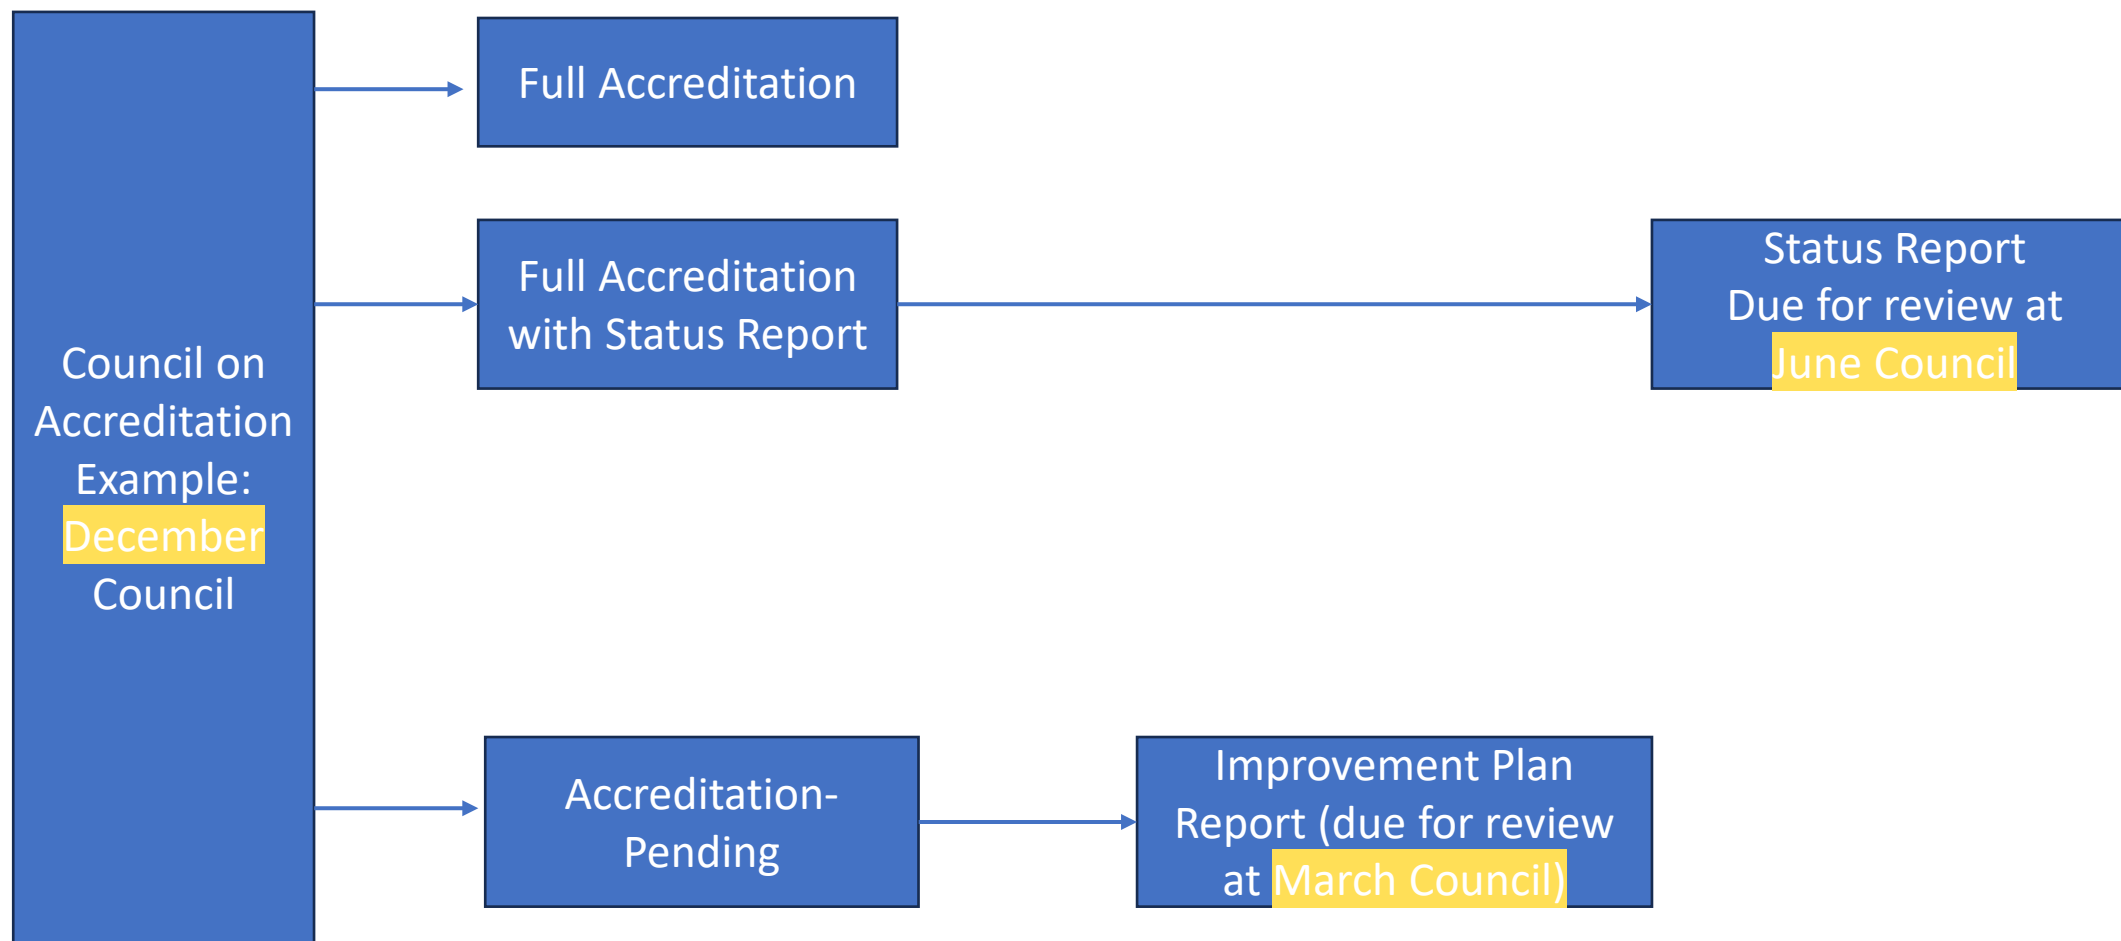 Council on
Accreditation
Example:
December
Council
Full Accreditation
Full Accreditation
with Status Report
Status Report
Due for review at
June Council
Accreditation-
Pending
Improvement Plan
Report (due for review
at March Council)